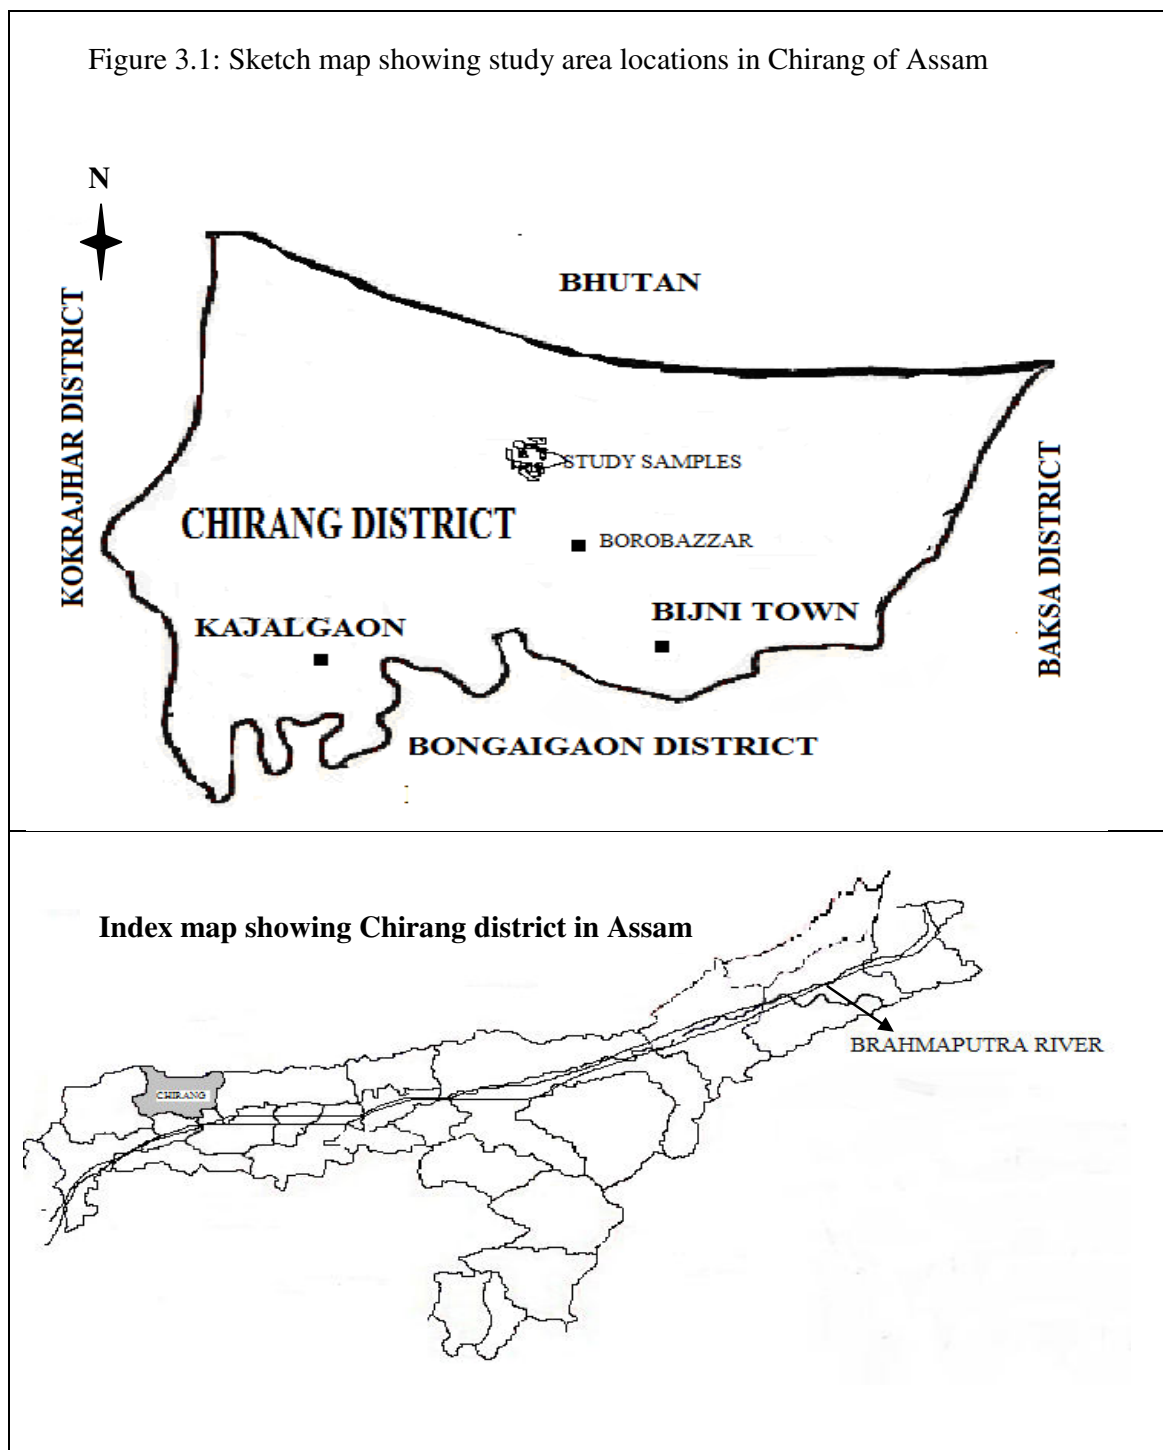 Figure 3.1: Sketch map showing study area locations in Chirang of Assam
N
BHUTAN
KOKRAJHAR DISTRICT
STUDY SAMPLES
CHIRANG DISTRICT
BOROBAZZAR
BAKSA DISTRICT
BIJNI TOWN
KAJALGAON
BONGAIGAON DISTRICT
Index map showing Chirang district in Assam
BRAHMAPUTRA RIVER
CHIRANG